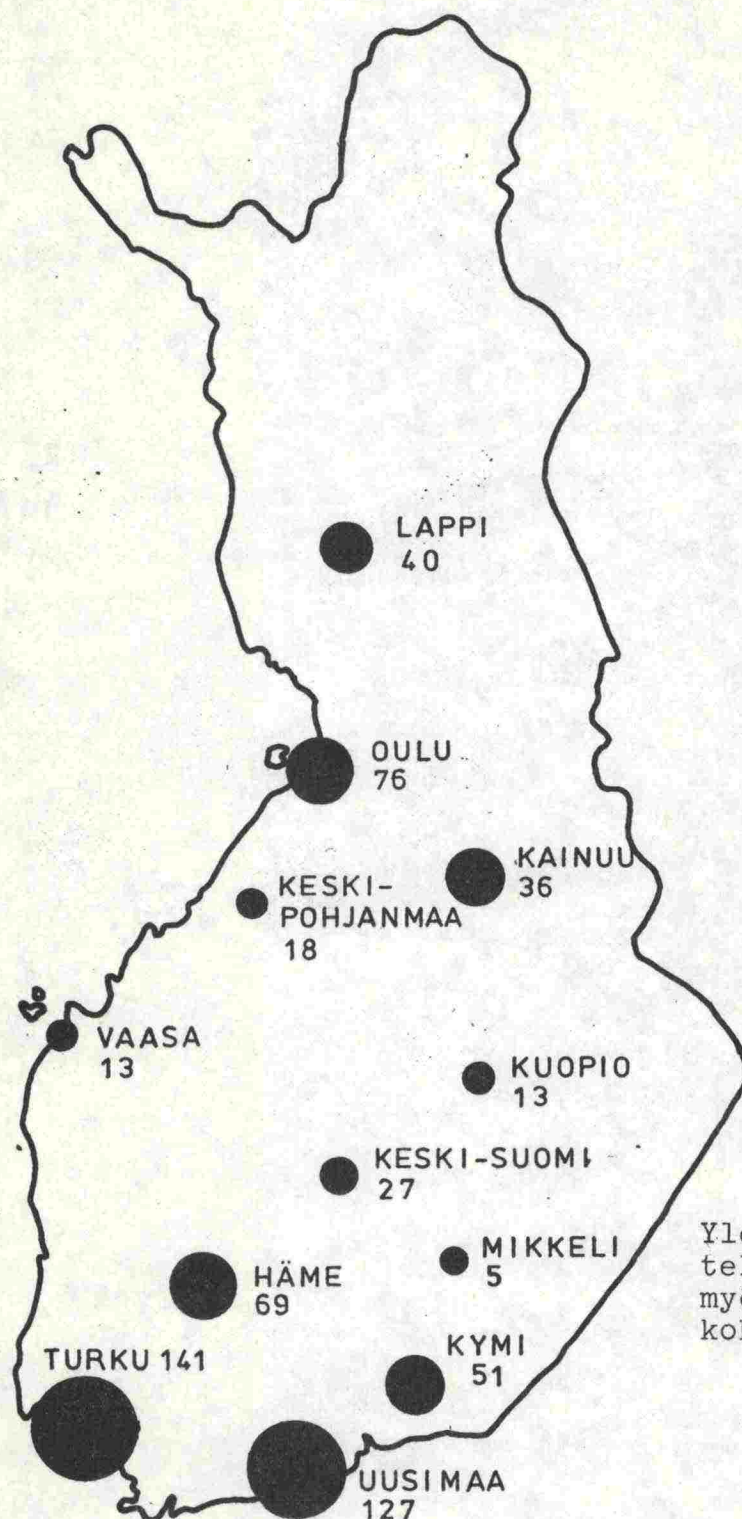 LAPPI
40
OULU
76
KAINUU
36
KESKI-
POHJANMAA
18
VAASA
13
KUOPIO
13
KESKI-SUOMI
27
MIKKELI
5
HÄME
69
KYMI
51
TURKU 141
UUSIMAA
127